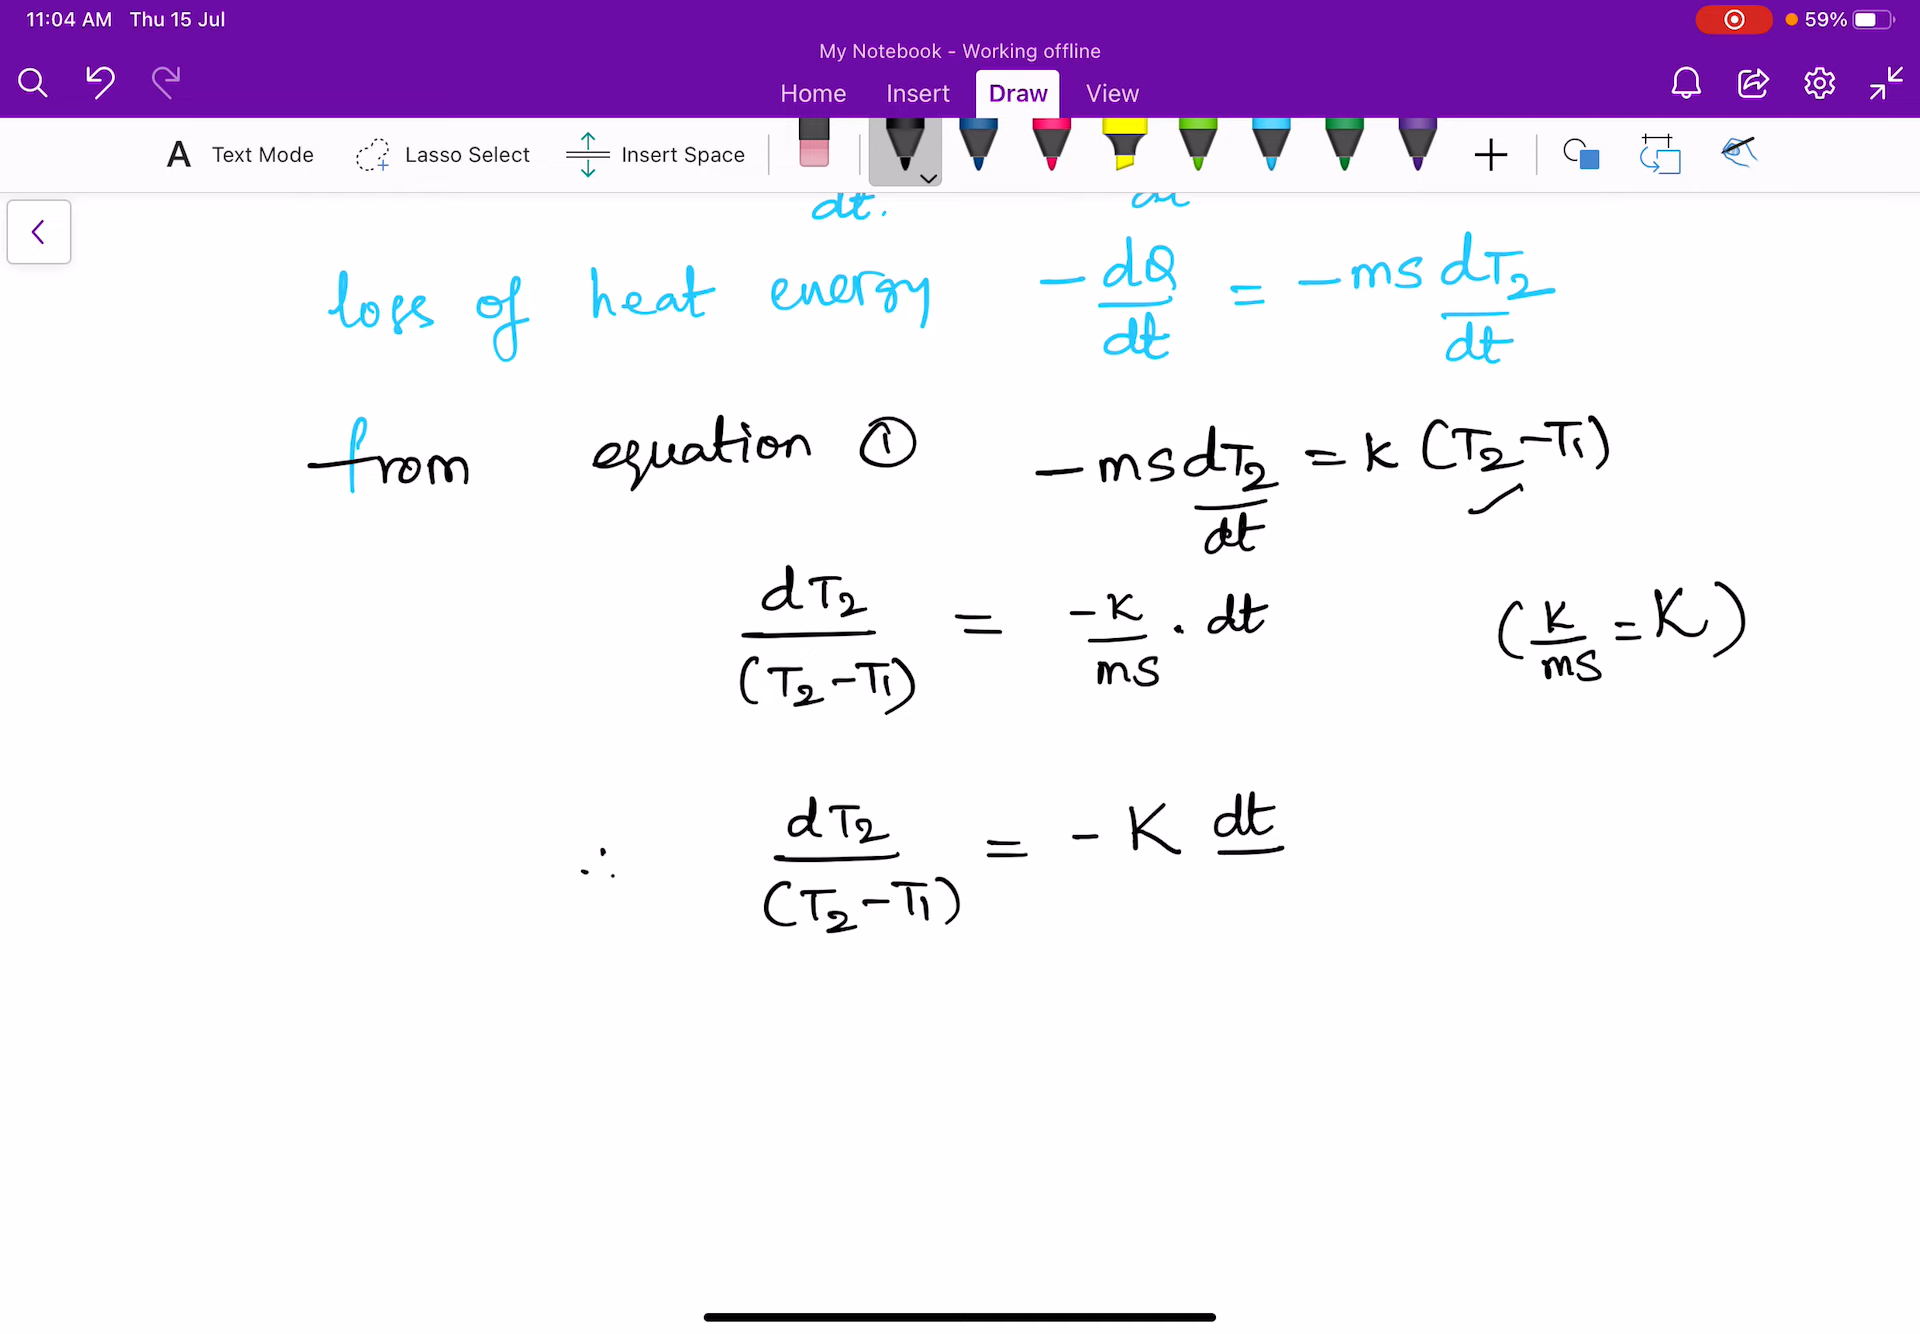 11:04 AM Thu 15 Jul 59%
My Notebook - Working offline
Home Insert Draw View
A Text Mode Lasso Select Insert Space
dt.
loss of heat energy -dQ/dt = -ms dT₂/dt
from equation ① -ms dT₂/dt = k (T₂-T₁)
dT₂/(T₂-T₁) = -k/ms . dt (k/ms = K)
∴ dT₂/(T₂-T₁) = - K dt